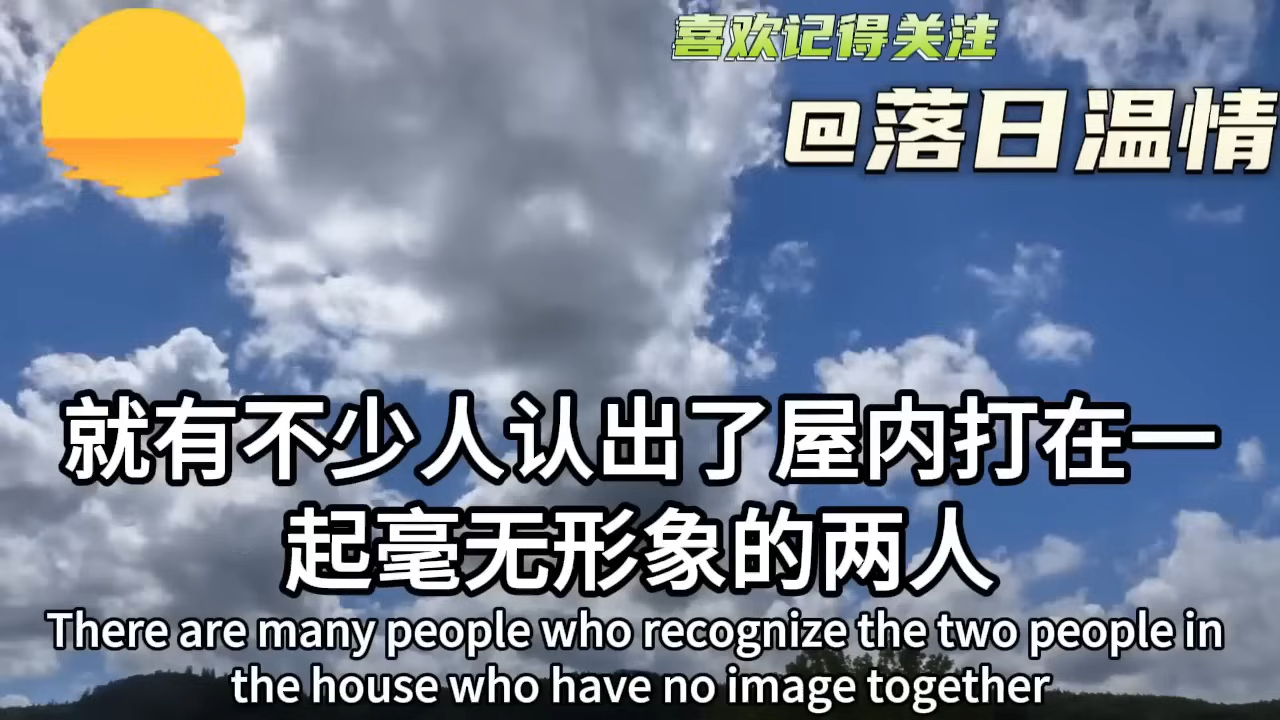 喜欢记得关注
@落日温情
就有不少人认出了屋内打在一
起毫无形象的两人
There are many people who recognize the two people in
the house who have no image together